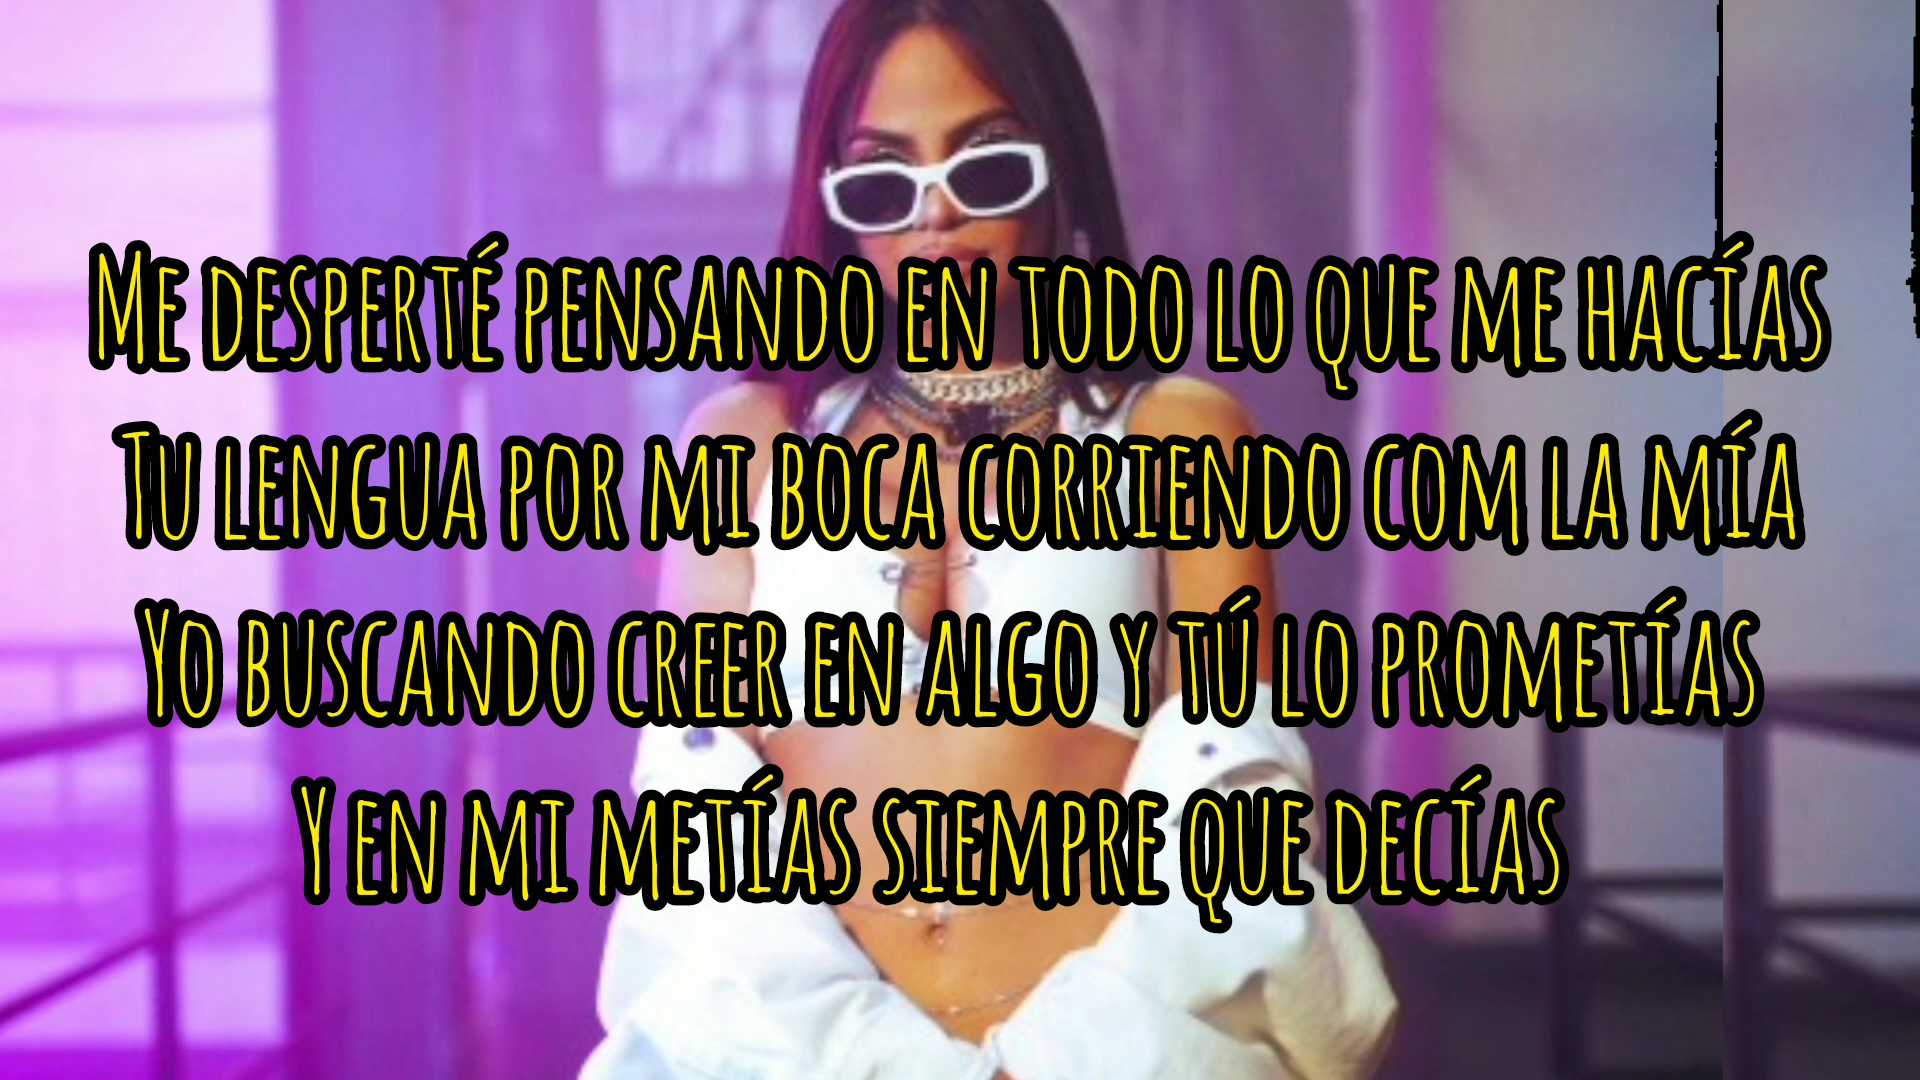 Me desperté pensando en todo lo que me hacías
Tu lengua por mi boca corriendo com la mía
Yo buscando creer en algo y tú lo prometías
Y en mi metías siempre que decías